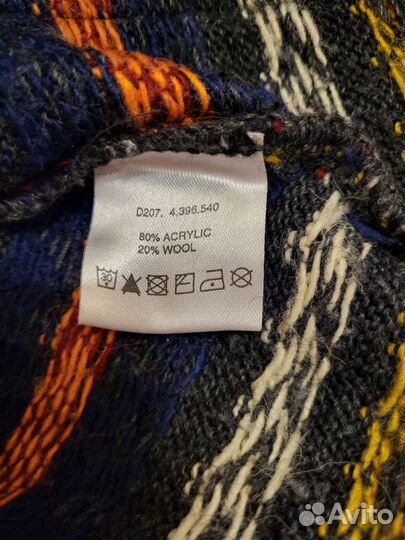 D207. 4.396.540
80% ACRYLIC
20% WOOL
30
Avito